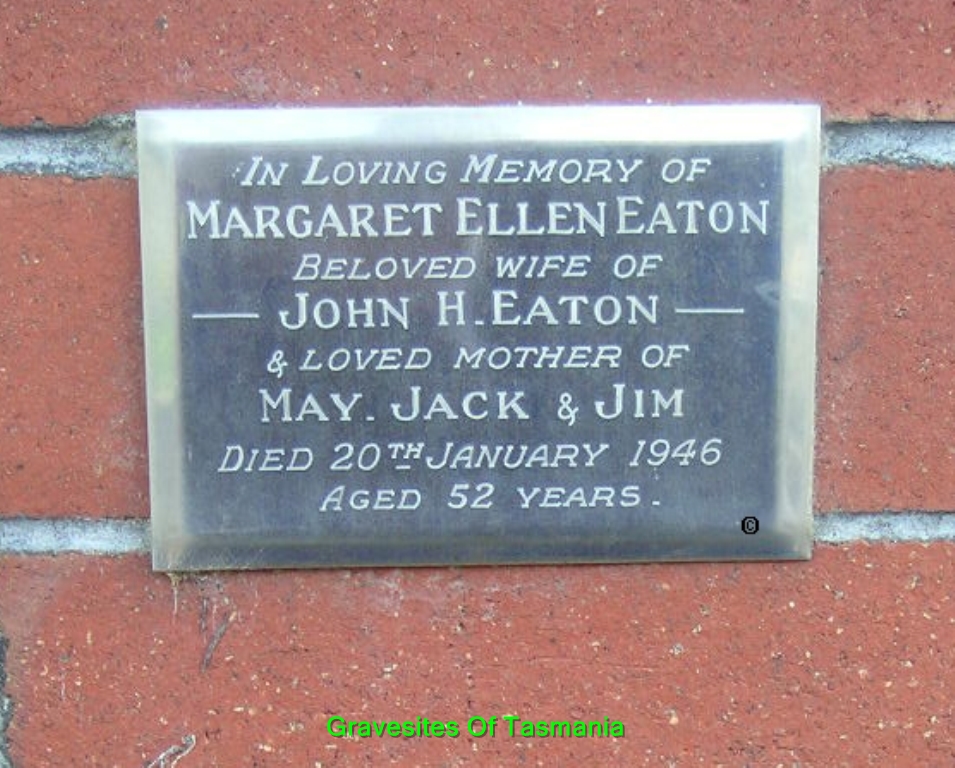 IN LOVING MEMORY OF
MARGARET ELLEN EATON
BELOVED WIFE OF
— JOHN H. EATON —
& LOVED MOTHER OF
MAY. JACK & JIM
DIED 20TH JANUARY 1946
AGED 52 YEARS.
©
Gravesites Of Tasmania